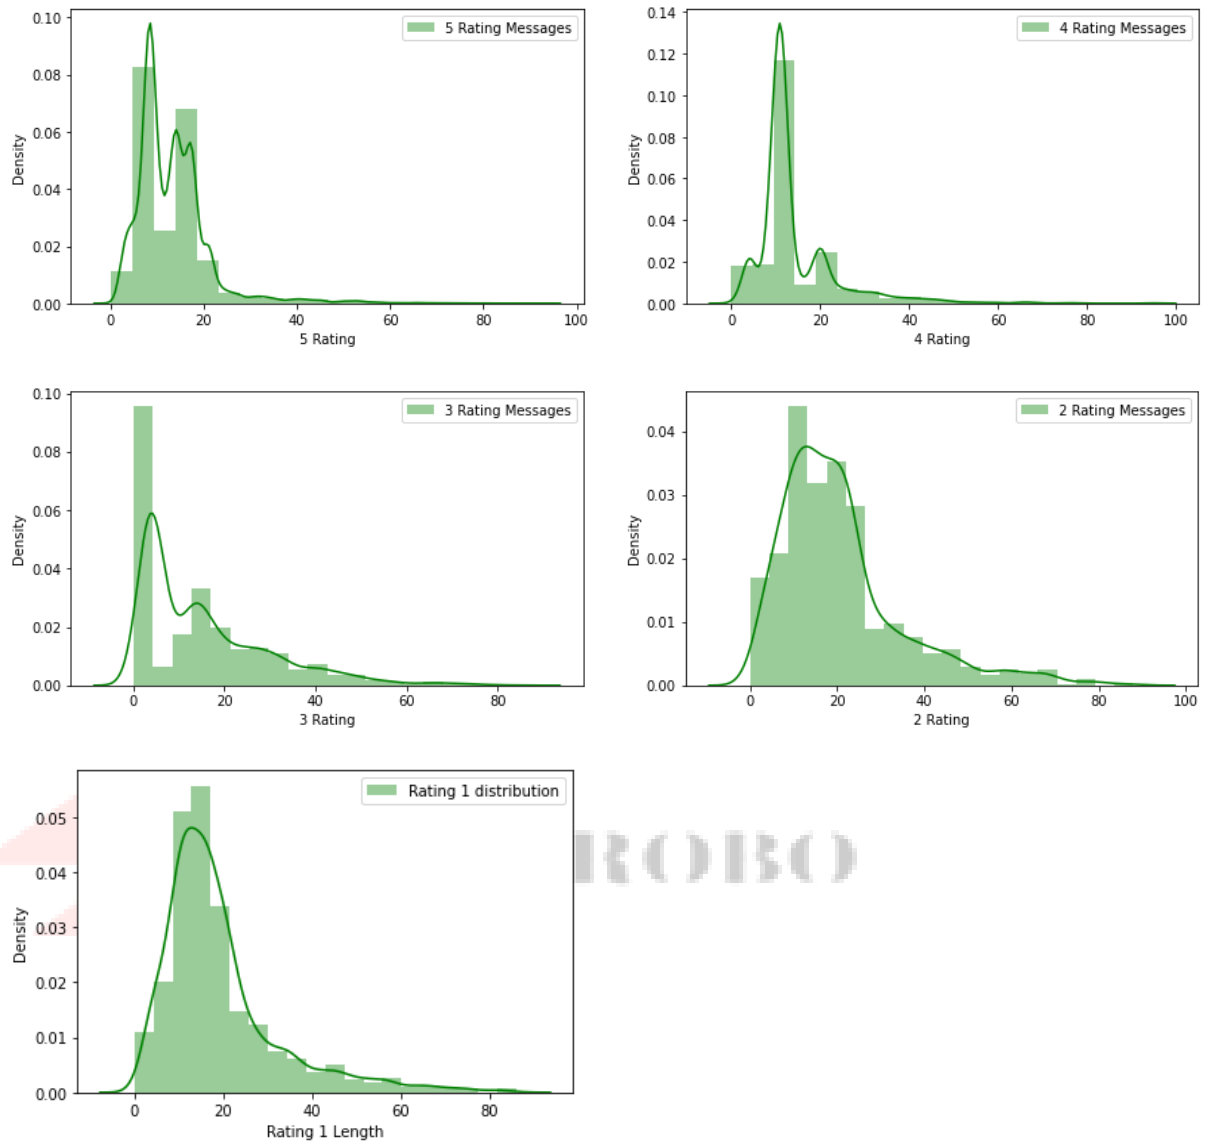 5 Rating Messages
0.10
0.08
0.06
0.04
0.02
0.00
Density
0 20 40 60 80 100
5 Rating
4 Rating Messages
0.14
0.12
0.10
0.08
0.06
0.04
0.02
0.00
Density
0 20 40 60 80 100
4 Rating
3 Rating Messages
0.10
0.08
0.06
0.04
0.02
0.00
Density
0 20 40 60 80
3 Rating
2 Rating Messages
0.04
0.03
0.02
0.01
0.00
Density
0 20 40 60 80 100
2 Rating
Rating 1 distribution
0.05
0.04
0.03
0.02
0.01
0.00
Density
0 20 40 60 80
Rating 1 Length
ROBO